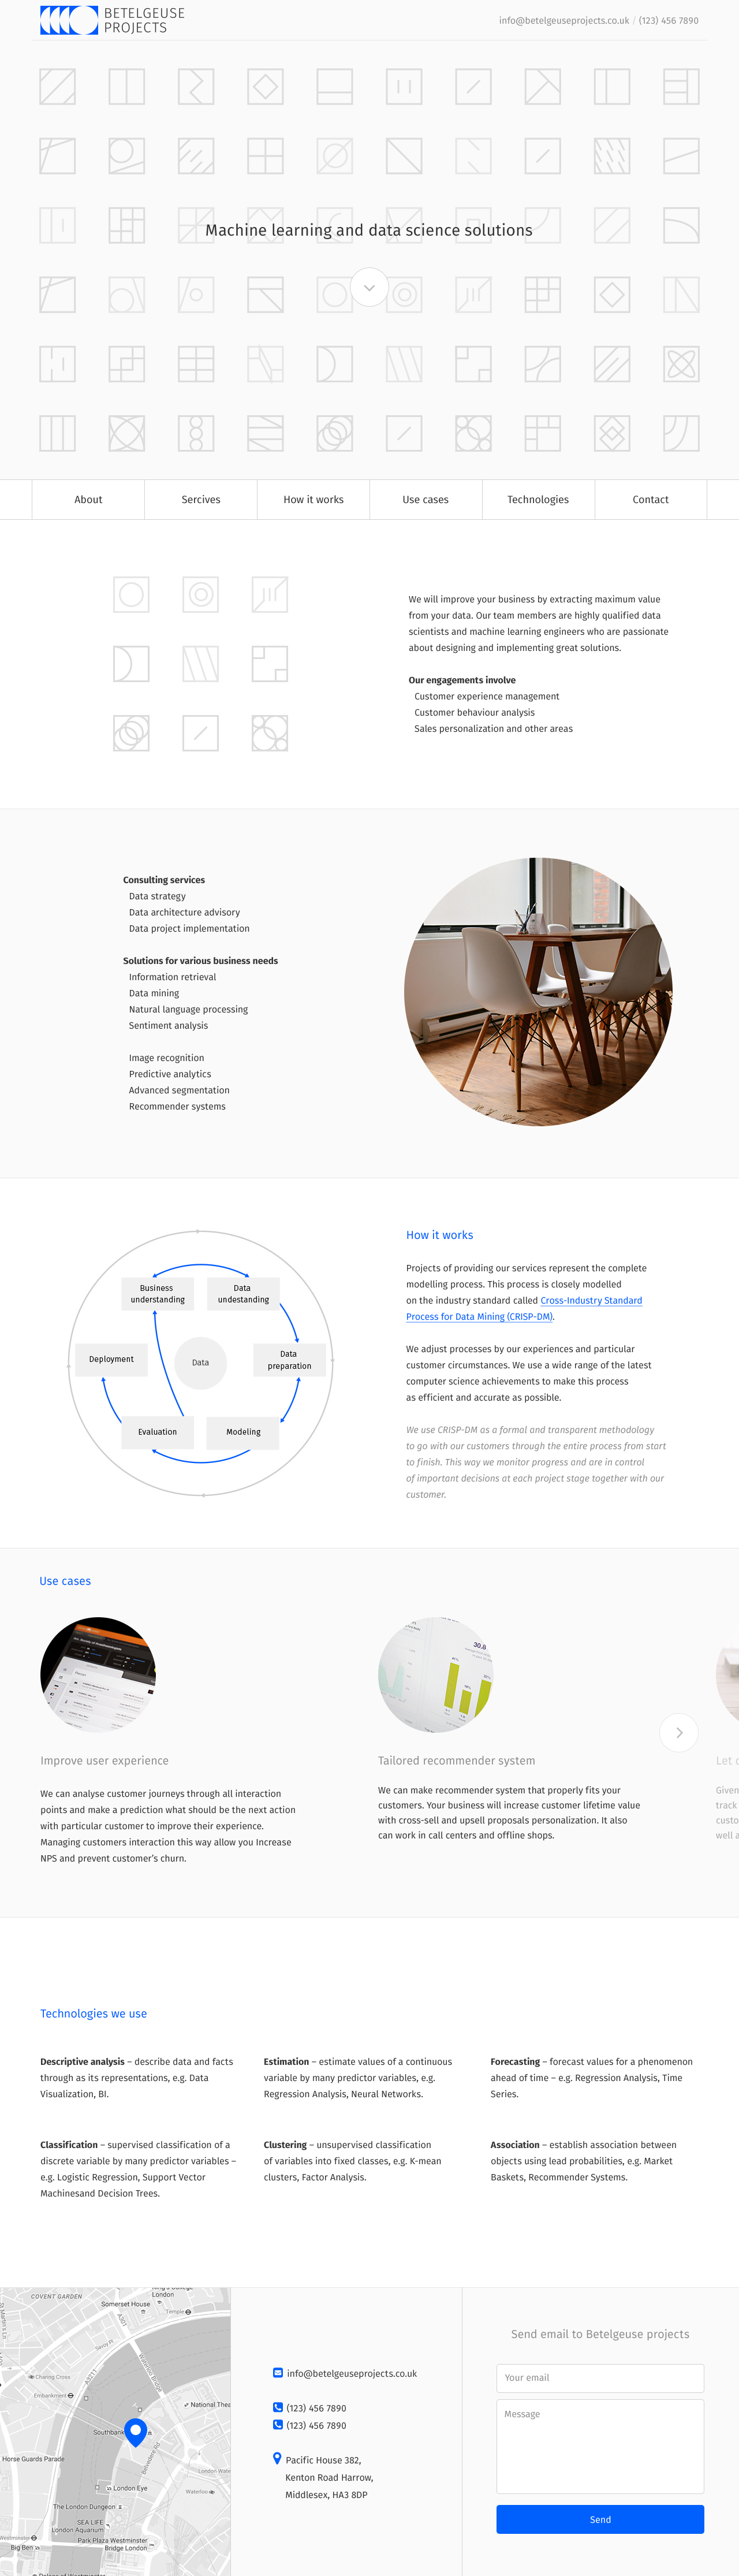 BETELGEUSE
PROJECTS
info@betelgeuseprojects.co.uk / (123) 456 7890
Machine learning and data science solutions
About
Sercives
How it works
Use cases
Technologies
Contact
We will improve your business by extracting maximum value
from your data. Our team members are highly qualified data
scientists and machine learning engineers who are passionate
about designing and implementing great solutions.
Our engagements involve
Customer experience management
Customer behaviour analysis
Sales personalization and other areas
Consulting services
Data strategy
Data architecture advisory
Data project implementation
Solutions for various business needs
Information retrieval
Data mining
Natural language processing
Sentiment analysis
Image recognition
Predictive analytics
Advanced segmentation
Recommender systems
Business
understanding
Data
undestanding
Deployment
Data
Data
preparation
Evaluation
Modeling
How it works
Projects of providing our services represent the complete
modelling process. This process is closely modelled
on the industry standard called Cross-Industry Standard
Process for Data Mining (CRISP-DM).
We adjust processes by our experiences and particular
customer circumstances. We use a wide range of the latest
computer science achievements to make this process
as efficient and accurate as possible.
We use CRISP-DM as a formal and transparent methodology
to go with our customers through the entire process from start
to finish. This way we monitor progress and are in control
of important decisions at each project stage together with our
customer.
Use cases
30.8
Improve user experience
We can analyse customer journeys through all interaction
points and make a prediction what should be the next action
with particular customer to improve their experience.
Managing customers interaction this way allow you Increase
NPS and prevent customer's churn.
Tailored recommender system
We can make recommender system that properly fits your
customers. Your business will increase customer lifetime value
with cross-sell and upsell proposals personalization. It also
can work in call centers and offline shops.
Let
Given
track
custo
well a
Technologies we use
Descriptive analysis – describe data and facts
through as its representations, e.g. Data
Visualization, BI.
Estimation – estimate values of a continuous
variable by many predictor variables, e.g.
Regression Analysis, Neural Networks.
Forecasting – forecast values for a phenomenon
ahead of time – e.g. Regression Analysis, Time
Series.
Classification – supervised classification of a
discrete variable by many predictor variables –
e.g. Logistic Regression, Support Vector
Machinesand Decision Trees.
Clustering – unsupervised classification
of variables into fixed classes, e.g. K-mean
clusters, Factor Analysis.
Association – establish association between
objects using lead probabilities, e.g. Market
Baskets, Recommender Systems.
COVENT GARDEN
London
Somerset House
Temple
A301
Savoy Pl
A3211
Waterloo Bridge
Charing Cross
Embankment
National Thea
Southbank
Belvedere Rd
Horse Guards Parade
London Wate
London Eye
Waterloo
The London Dungeon
SEA LIFE
London Aquarium
Westminster
Park Plaza Westminster
Bridge London
Big Ben
info@betelgeuseprojects.co.uk
(123) 456 7890
(123) 456 7890
Pacific House 382,
Kenton Road Harrow,
Middlesex, HA3 8DP
Send email to Betelgeuse projects
Your email
Message
Send